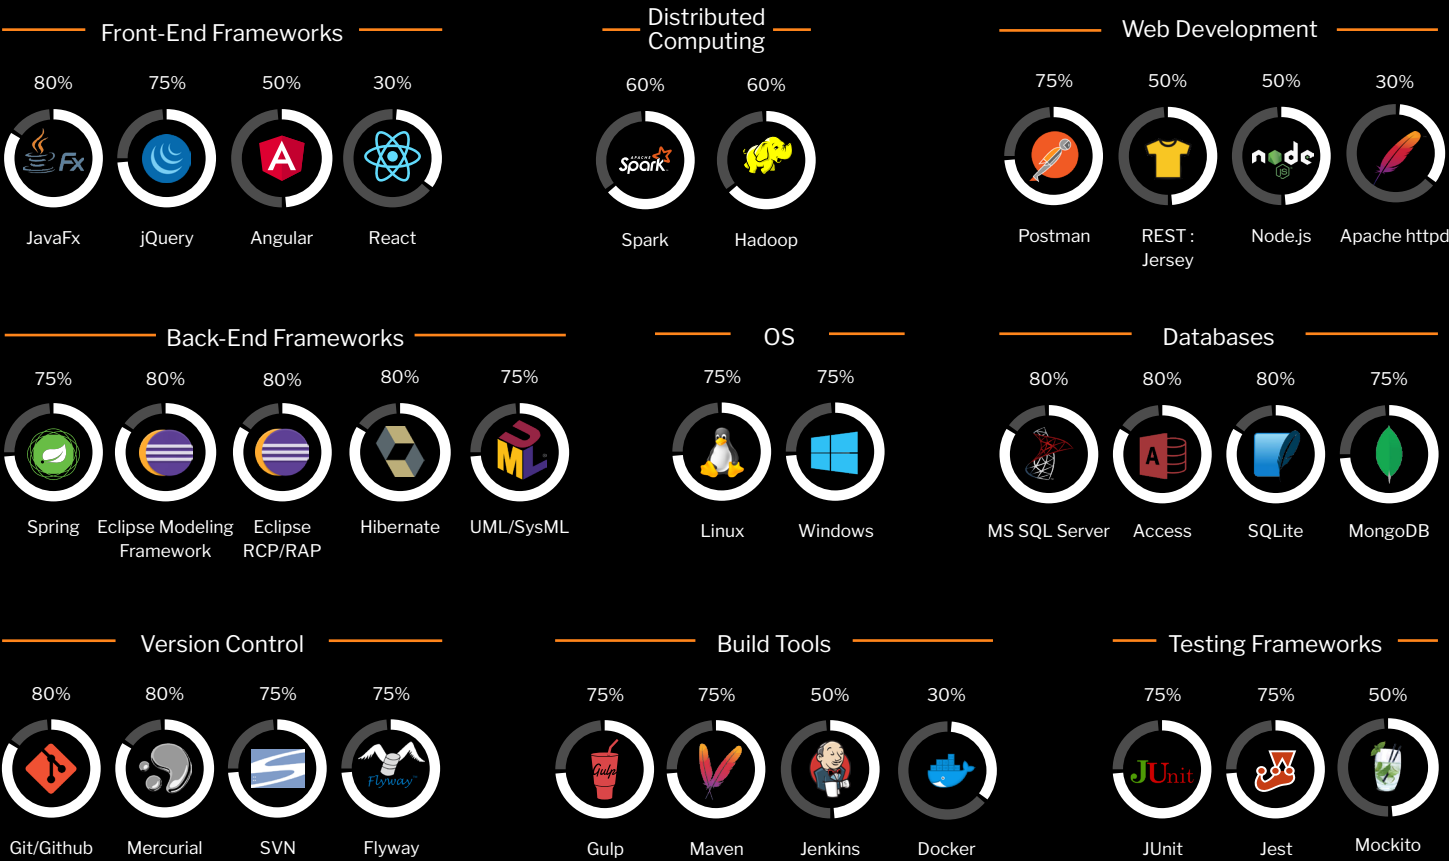 Front-End Frameworks
80% 75% 50% 30%
Fx
A
JavaFx jQuery Angular React
Distributed
Computing
60% 60%
APACHE
Spark
Spark Hadoop
Web Development
75% 50% 50% 30%
node
JS
Postman REST : Node.js Apache httpd
Jersey
Back-End Frameworks
75% 80% 80% 80% 75%
UML
Spring Eclipse Modeling Eclipse Hibernate UML/SysML
Framework RCP/RAP
OS
75% 75%
Linux Windows
Databases
80% 80% 80% 75%
A
MS SQL Server Access SQLite MongoDB
Version Control
80% 80% 75% 75%
Flyway
Git/Github Mercurial SVN Flyway
Build Tools
75% 75% 50% 30%
Gulp
Gulp Maven Jenkins Docker
Testing Frameworks
75% 75% 50%
JUnit
JUnit Jest Mockito